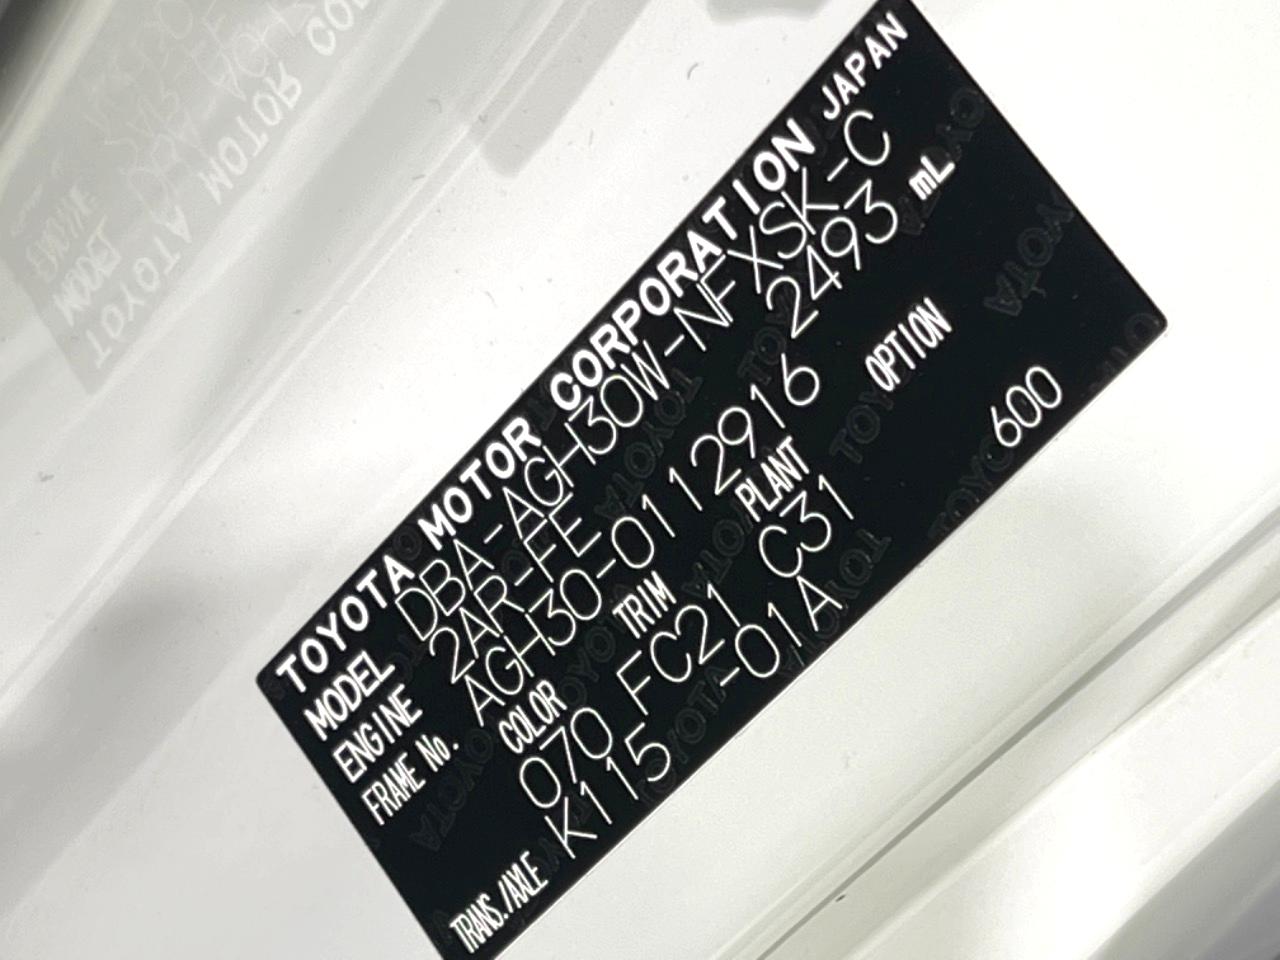 TOYOTA MOTOR CORPORATION JAPAN
MODEL DBA-AGH30W-NFXSK-C
ENGINE 2AR-FE 2493 mL
FRAME No. AGH30-0112916
COLOR TRIM PLANT OPTION
070 FC21 C31 600
TRANS./AXLE K115 -01A